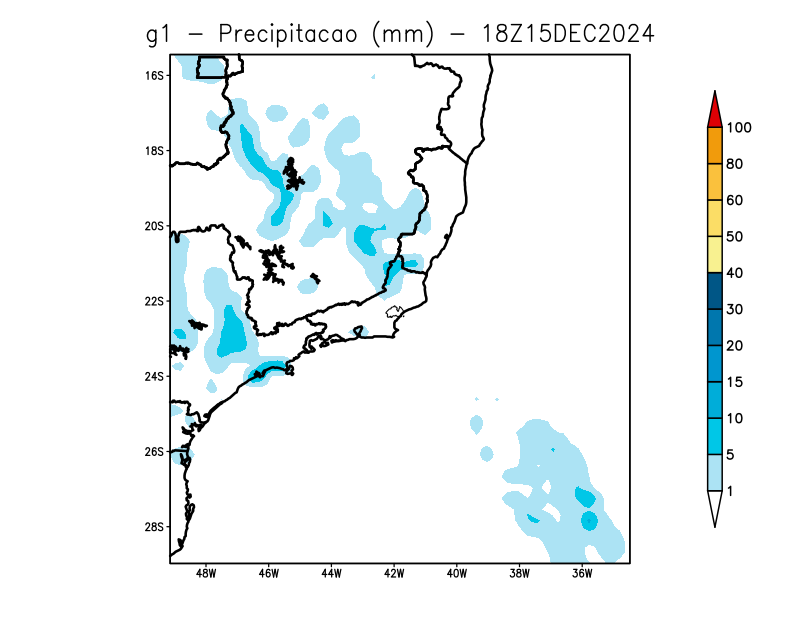 g1 – Precipitacao (mm) – 18Z15DEC2024
16S
18S
20S
22S
24S
26S
28S
48W 46W 44W 42W 40W 38W 36W
100
80
60
50
40
30
20
15
10
5
1